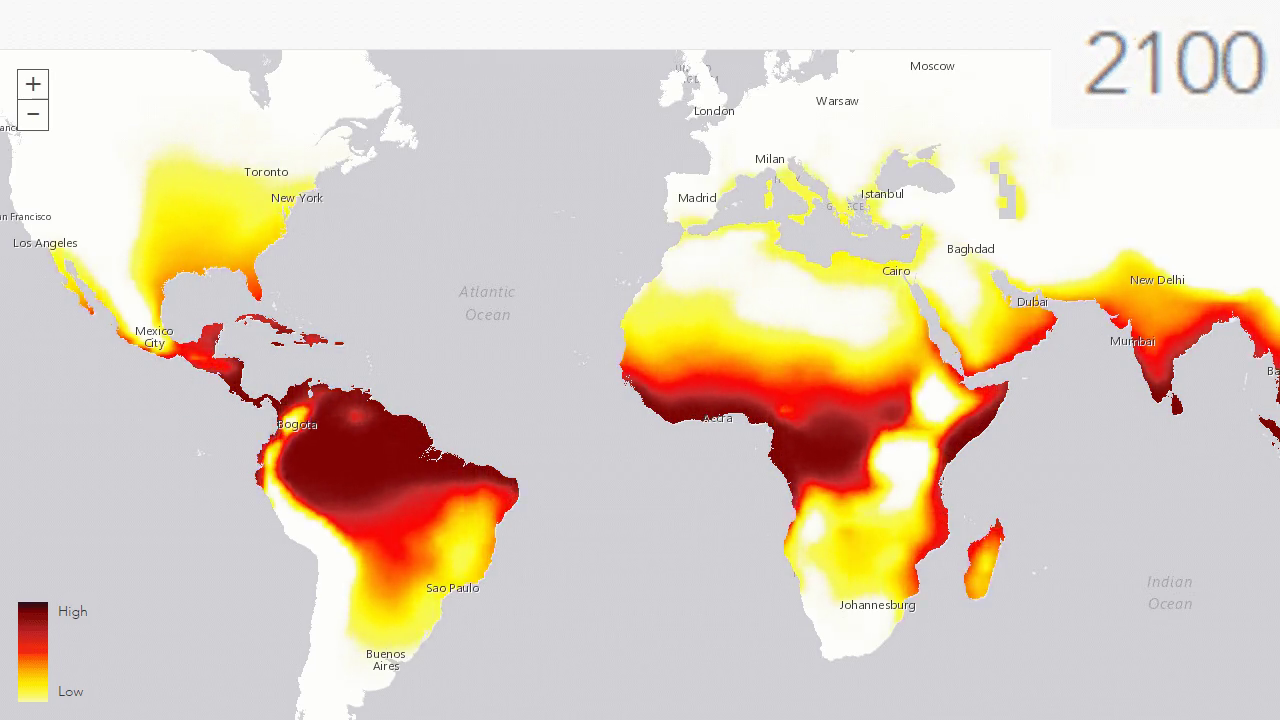 2100
+
−
Moscow
Warsaw
London
Toronto
Milan
New York
Madrid
Istanbul
n Francisco
Los Angeles
Baghdad
Cairo
New Delhi
Atlantic
Ocean
Dubai
Mexico
City
Mumbai
Ba
Accra
Bogota
Sao Paulo
Indian
Ocean
Johannesburg
High
Buenos
Aires
Low